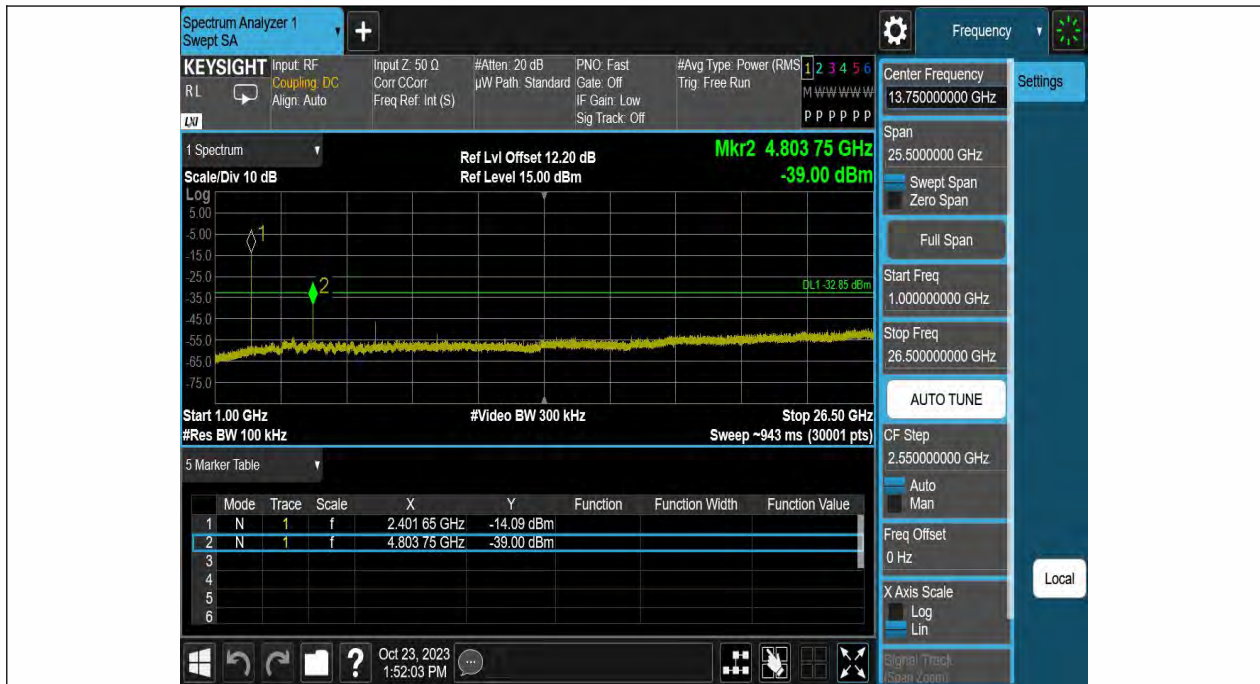 Spectrum Analyzer 1
Swept SA
Frequency
KEYSIGHT
R L
LXI
Input: RF
Coupling: DC
Align: Auto
Input Z: 50 Ω
Corr CCorr
Freq Ref: Int (S)
#Atten: 20 dB
µW Path: Standard
PNO: Fast
Gate: Off
IF Gain: Low
Sig Track: Off
#Avg Type: Power (RMS
Trig: Free Run
1 2 3 4 5 6
M W W W W W
P P P P P P
1 Spectrum
Scale/Div 10 dB
Ref Lvl Offset 12.20 dB
Ref Level 15.00 dBm
Mkr2 4.803 75 GHz
-39.00 dBm
Log
5.00
-5.00
-15.0
-25.0
-35.0
-45.0
-55.0
-65.0
-75.0
1
2
DL1 -32.85 dBm
Start 1.00 GHz
#Video BW 300 kHz
Stop 26.50 GHz
#Res BW 100 kHz
Sweep ~943 ms (30001 pts)
5 Marker Table
Mode Trace Scale X Y Function Function Width Function Value
1 N 1 f 2.401 65 GHz -14.09 dBm
2 N 1 f 4.803 75 GHz -39.00 dBm
3
4
5
6
Oct 23, 2023
1:52:03 PM
Center Frequency
13.750000000 GHz
Settings
Span
25.5000000 GHz
Swept Span
Zero Span
Full Span
Start Freq
1.000000000 GHz
Stop Freq
26.500000000 GHz
AUTO TUNE
CF Step
2.550000000 GHz
Auto
Man
Freq Offset
0 Hz
Local
X Axis Scale
Log
Lin
Signal Track
(Span Zoom)